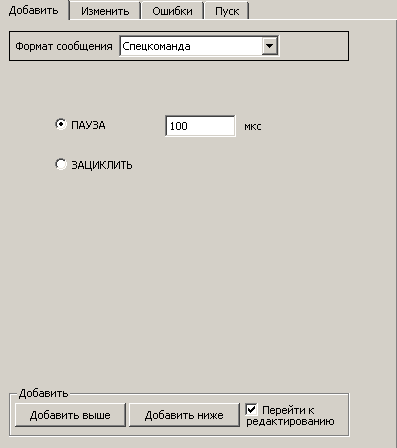 Добавить Изменить Ошибки Пуск
Формат сообщения Спецкоманда
ПАУЗА 100 мкс
ЗАЦИКЛИТЬ
Добавить
Добавить выше Добавить ниже Перейти к
редактированию